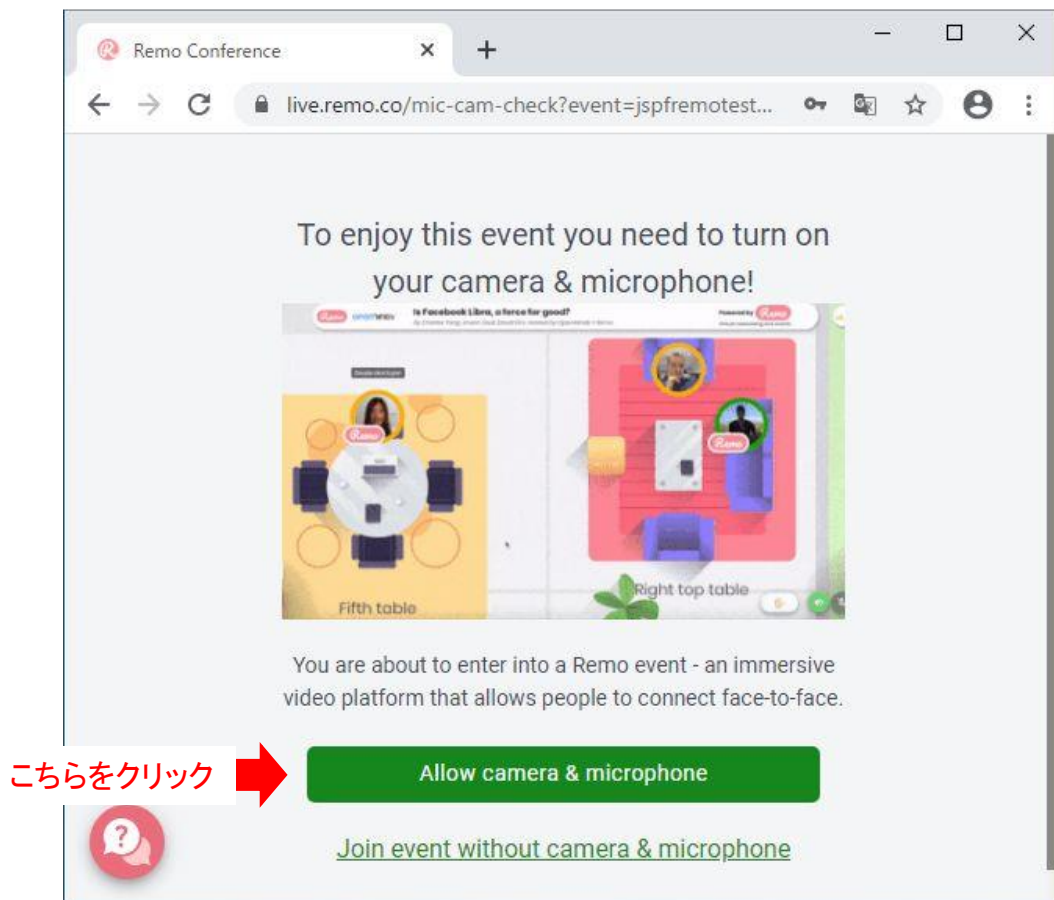 Remo Conference
live.remo.co/mic-cam-check?event=jspfremotest...
To enjoy this event you need to turn on
your camera & microphone!
Is Facebook Libra, a force for good?
Powered by Remo
Remo
Remo
Remo
Fifth table
Right top table
You are about to enter into a Remo event - an immersive
video platform that allows people to connect face-to-face.
こちらをクリック
Allow camera & microphone
Join event without camera & microphone